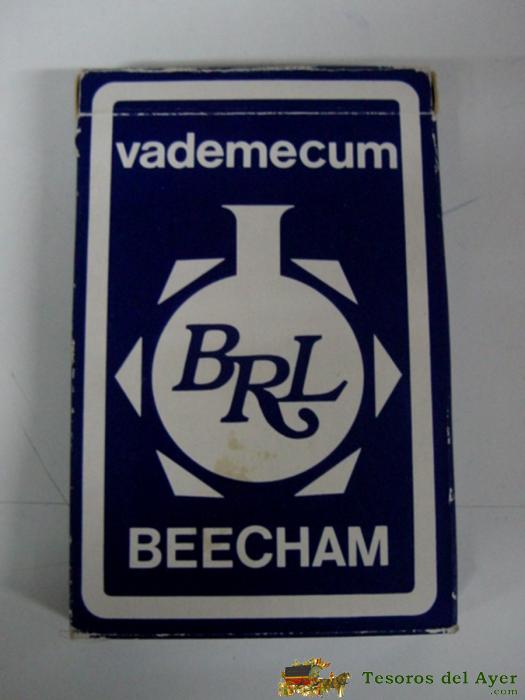 vademecum
BRL
BEECHAM
Tesoros del Ayer
.com